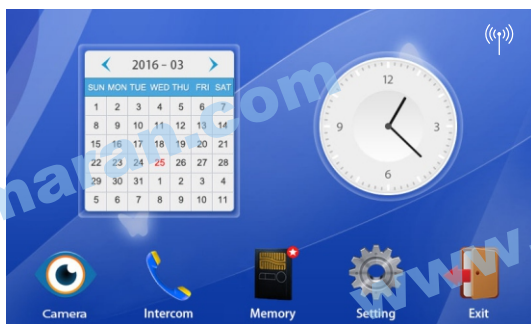 2016 - 03
SUN MON TUE WED THU FRI SAT
1 2 3 4 5 6 7
8 9 10 11 12 13 14
15 16 17 18 19 20 21
22 23 24 25 26 27 28
29 30 31 1 2 3 4
5 6 7 8 9 10 11
12
9 3
6
naran.com
www.
Camera Intercom Memory Setting Exit